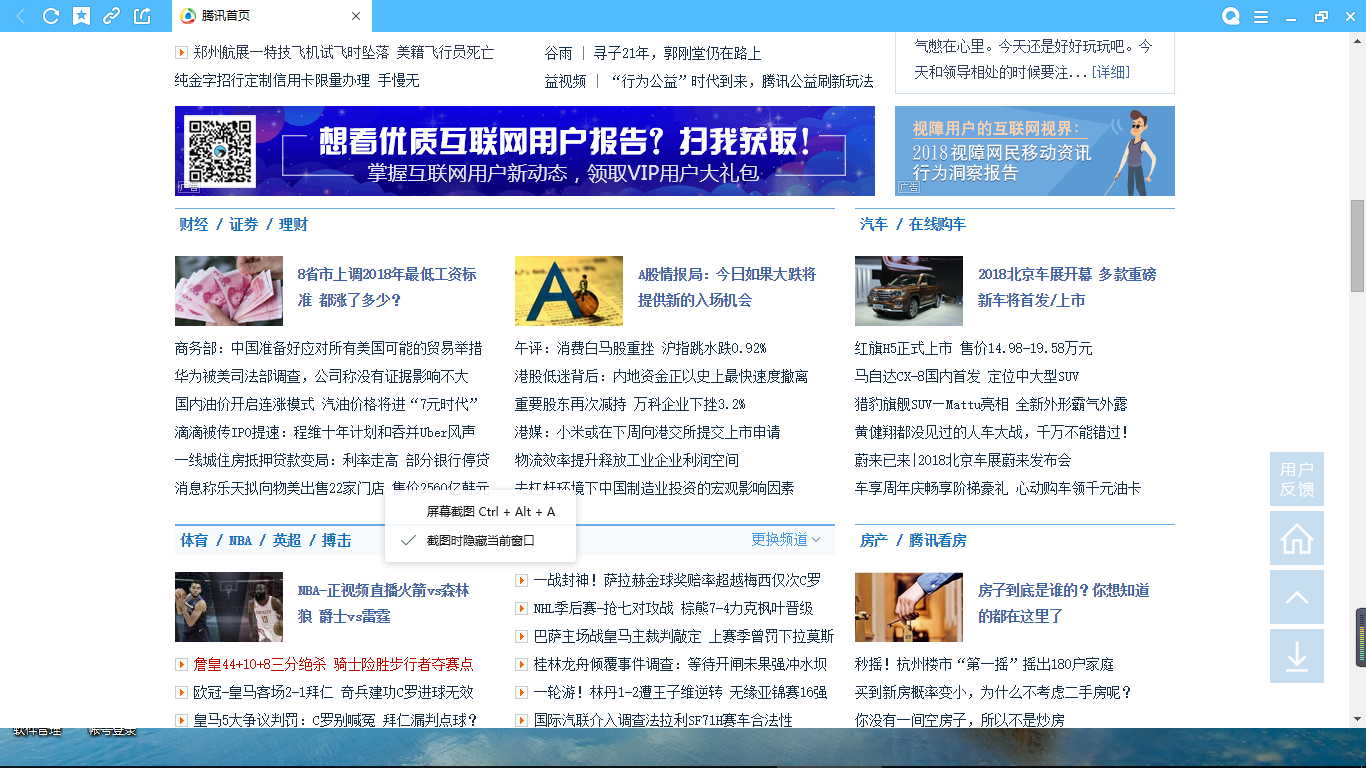 腾讯首页
郑州航展一特技飞机试飞时坠落 美籍飞行员死亡
纯金字招行定制信用卡限量办理 手慢无
谷雨 | 寻子21年，郭刚堂仍在路上
益视频 | “行为公益”时代到来，腾讯公益刷新玩法
气憋在心里。今天还是好好玩玩吧。今
天和领导相处的时候要注...[详细]
想看优质互联网用户报告？扫我获取！
掌握互联网用户新动态，领取VIP用户大礼包
广告
视障用户的互联网视界：
2018视障网民移动资讯
行为洞察报告
广告
财经 / 证券 / 理财
8省市上调2018年最低工资标
准 都涨了多少？
商务部：中国准备好应对所有美国可能的贸易举措
华为被美司法部调查，公司称没有证据影响不大
国内油价开启连涨模式 汽油价格将进“7元时代”
滴滴被传IPO提速：程维十年计划和吞并Uber风声
一线城住房抵押贷款变局：利率走高 部分银行停贷
消息称乐天拟向物美出售22家门店 售价2560亿韩元
A股情报局：今日如果大跌将
提供新的入场机会
午评：消费白马股重挫 沪指跳水跌0.92%
港股低迷背后：内地资金正以史上最快速度撤离
重要股东再次减持 万科企业下挫3.2%
港媒：小米或在下周向港交所提交上市申请
物流效率提升释放工业企业利润空间
去杠杆环境下中国制造业投资的宏观影响因素
汽车 / 在线购车
2018北京车展开幕 多款重磅
新车将首发/上市
红旗H5正式上市 售价14.98-19.58万元
马自达CX-8国内首发 定位中大型SUV
猎豹旗舰SUV—Mattu亮相 全新外形霸气外露
黄健翔都没见过的人车大战，千万不能错过！
蔚来已来|2018北京车展蔚来发布会
车享周年庆畅享阶梯豪礼 心动购车领千元油卡
屏幕截图 Ctrl + Alt + A
截图时隐藏当前窗口
体育 / NBA / 英超 / 搏击
更换频道
NBA-正视频直播火箭vs森林
狼 爵士vs雷霆
詹皇44+10+8三分绝杀 骑士险胜步行者夺赛点
欧冠-皇马客场2-1拜仁 奇兵建功C罗进球无效
皇马5大争议判罚：C罗别喊冤 拜仁漏判点球？
一战封神！萨拉赫金球奖赔率超越梅西仅次C罗
NHL季后赛-抢七对攻战 棕熊7-4力克枫叶晋级
巴萨主场战皇马主裁判敲定 上赛季曾罚下拉莫斯
桂林龙舟倾覆事件调查：等待开闸未果强冲水坝
一轮游！林丹1-2遭王子维逆转 无缘亚锦赛16强
国际汽联介入调查法拉利SF71H赛车合法性
房产 / 腾讯看房
房子到底是谁的？你想知道
的都在这里了
秒摇！杭州楼市“第一摇”摇出180户家庭
买到新房概率变小，为什么不考虑二手房呢？
你没有一间空房子，所以不是炒房
用户
反馈
软件管理
帐号登录